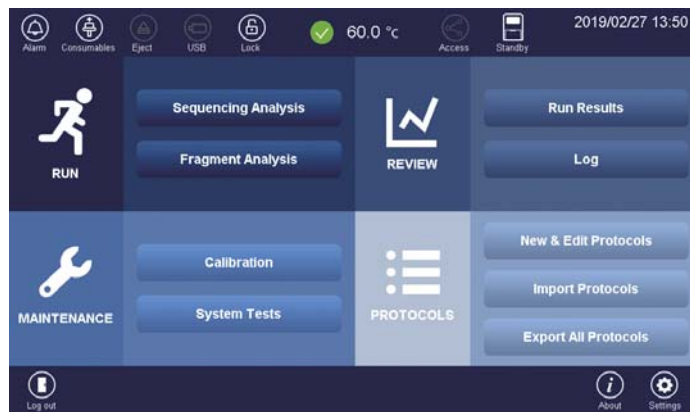 60.0 °c
2019/02/27 13:50
Alarm
Consumables
Eject
USB
Lock
Access
Standby
RUN
Sequencing Analysis
Fragment Analysis
REVIEW
Run Results
Log
MAINTENANCE
Calibration
System Tests
PROTOCOLS
New & Edit Protocols
Import Protocols
Export All Protocols
Log out
About
Settings